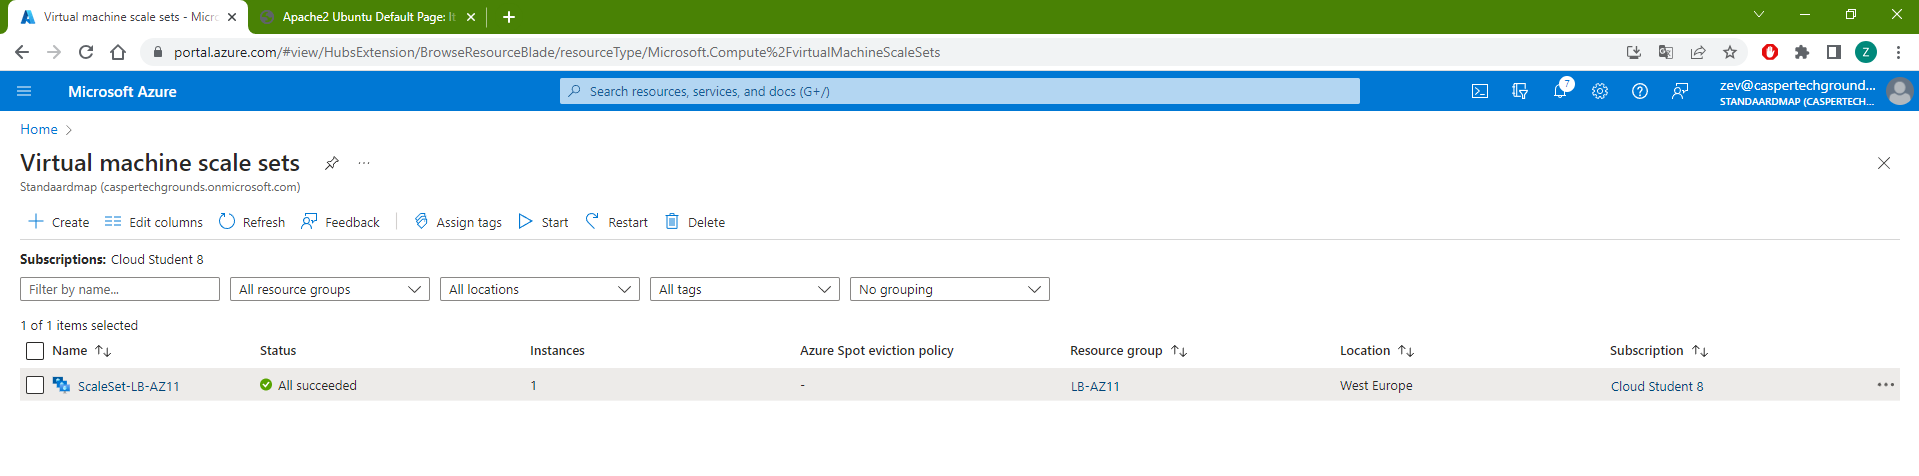 Virtual machine scale sets - Micr
Apache2 Ubuntu Default Page: It
portal.azure.com/#view/HubsExtension/BrowseResourceBlade/resourceType/Microsoft.Compute%2FvirtualMachineScaleSets
Z
Microsoft Azure
Search resources, services, and docs (G+/)
7
zev@caspertechground...
STANDAARDMAP (CASPERTECH...
Home >
Virtual machine scale sets
Standaardmap (caspertechgrounds.onmicrosoft.com)
Create Edit columns Refresh Feedback Assign tags Start Restart Delete
Subscriptions: Cloud Student 8
Filter by name... All resource groups All locations All tags No grouping
1 of 1 items selected
Name Status Instances Azure Spot eviction policy Resource group Location Subscription
ScaleSet-LB-AZ11 All succeeded 1 - LB-AZ11 West Europe Cloud Student 8